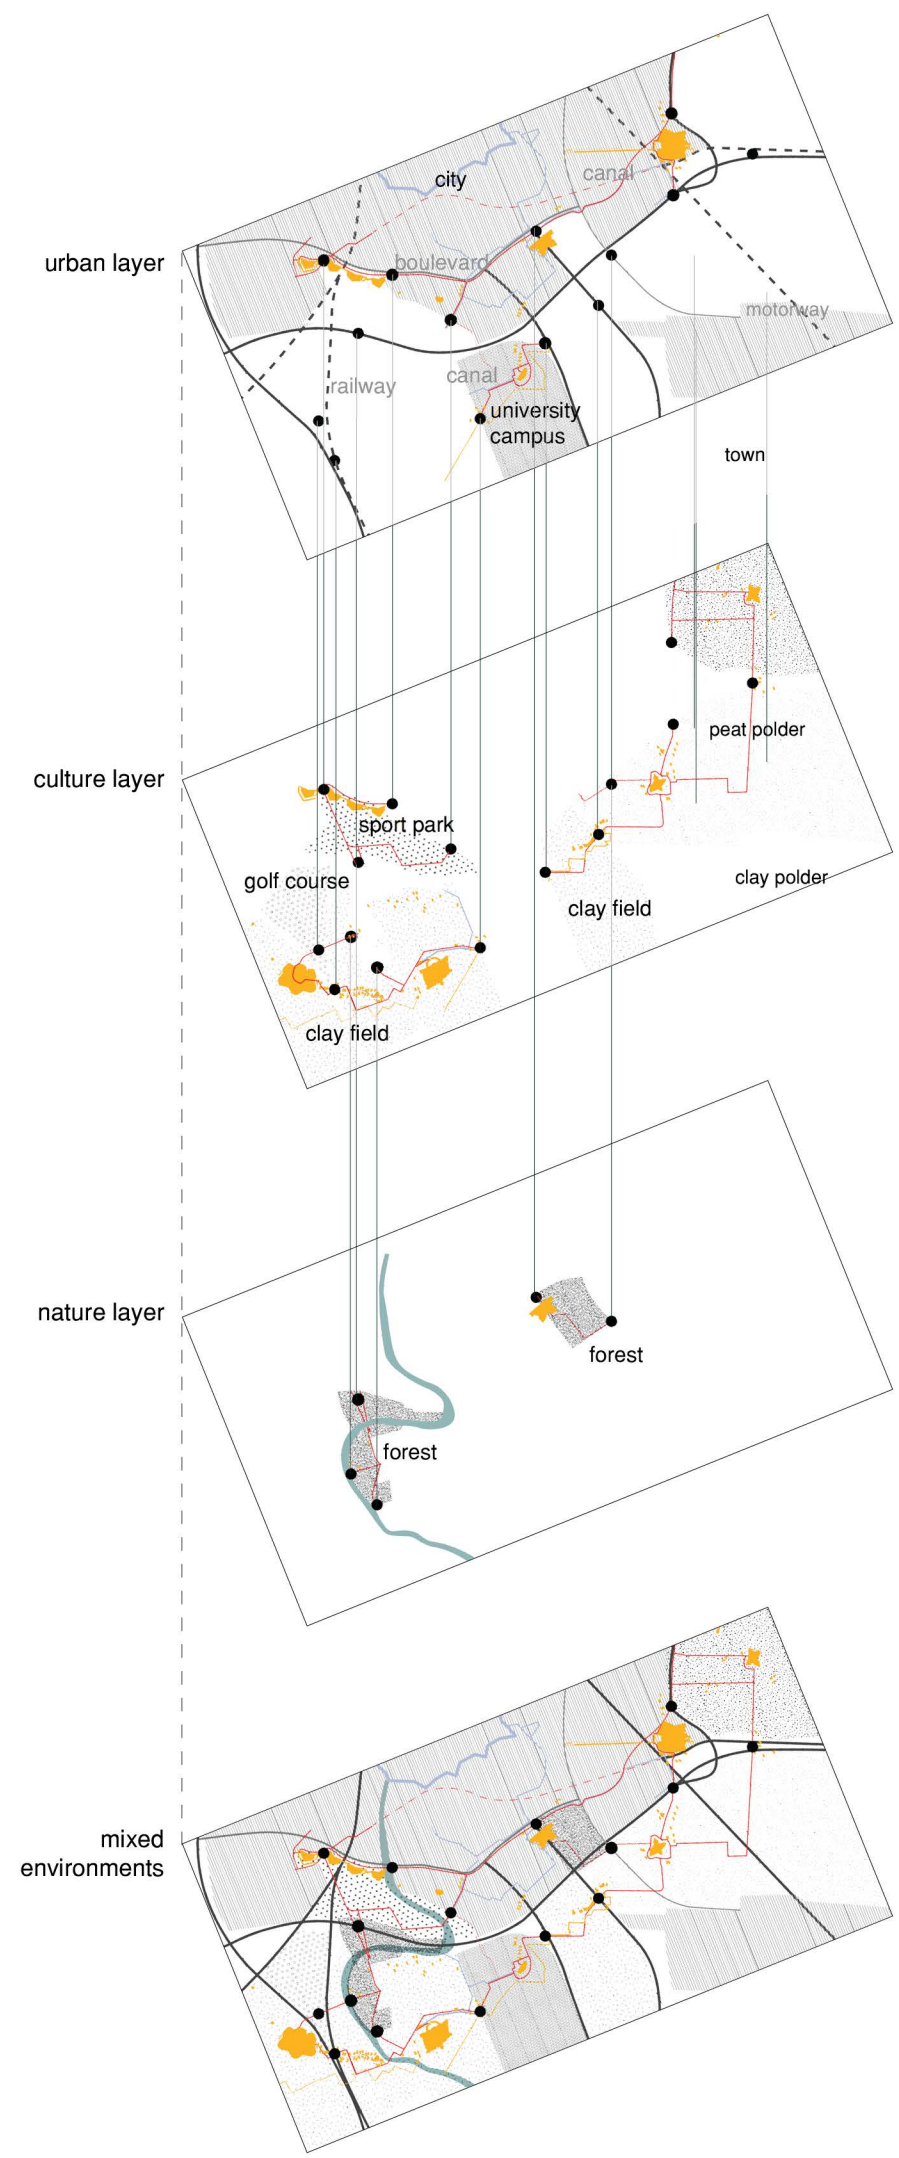 city
canal
urban layer
boulevard
motorway
railway
canal
university
campus
town
peat polder
culture layer
sport park
golf course
clay polder
clay field
clay field
nature layer
forest
forest
mixed
environments